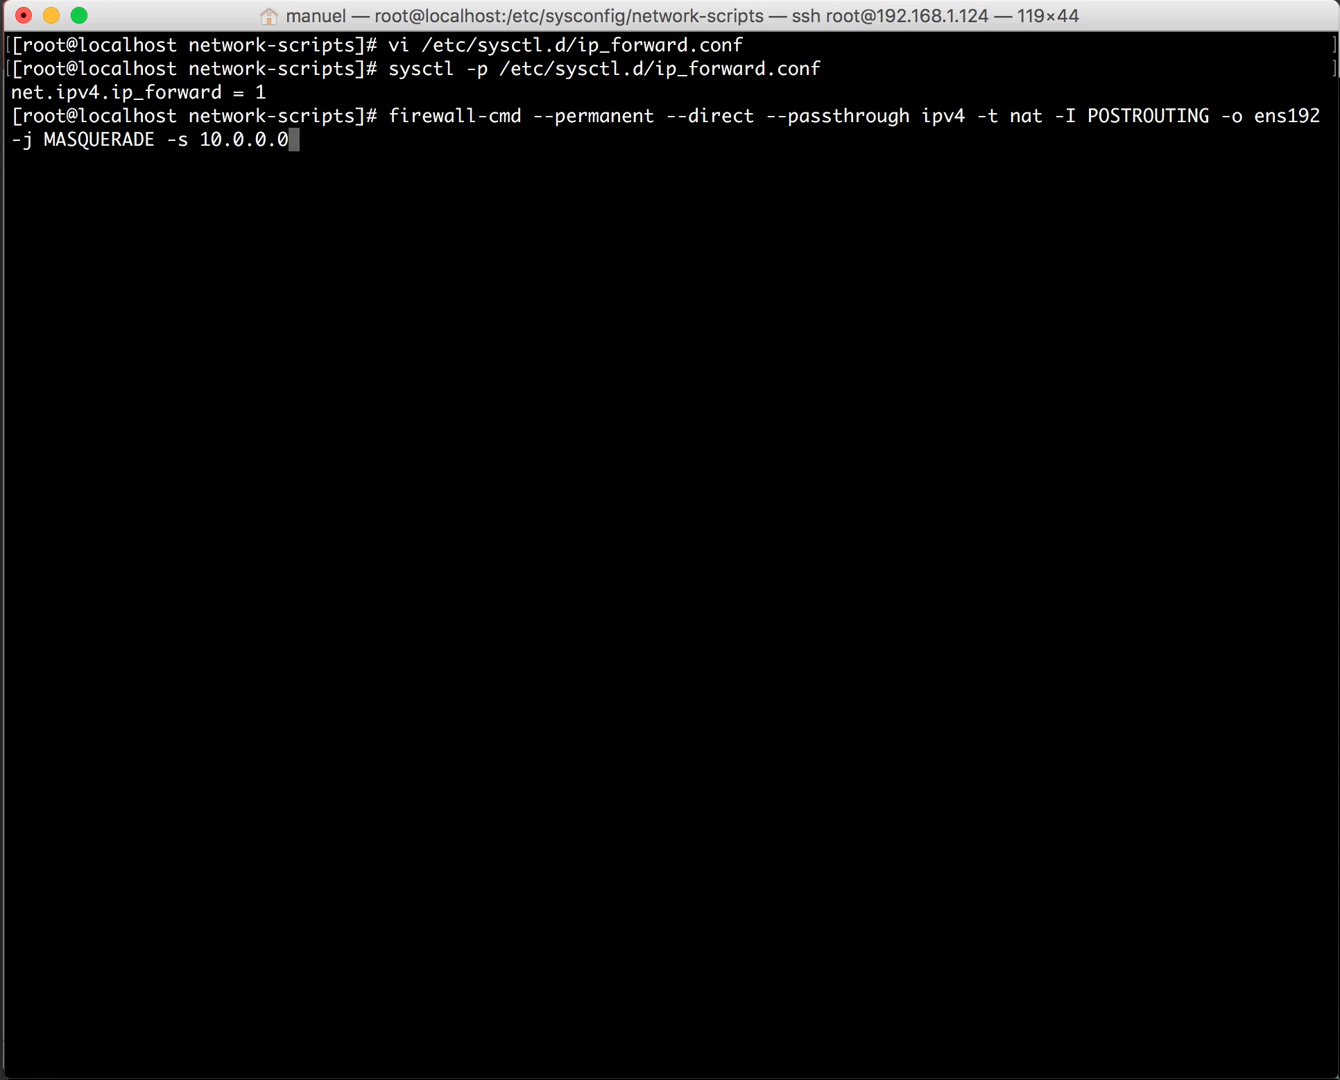 manuel — root@localhost:/etc/sysconfig/network-scripts — ssh root@192.168.1.124 — 119×44
[[root@localhost network-scripts]# vi /etc/sysctl.d/ip_forward.conf ]
[[root@localhost network-scripts]# sysctl -p /etc/sysctl.d/ip_forward.conf ]
net.ipv4.ip_forward = 1
[root@localhost network-scripts]# firewall-cmd --permanent --direct --passthrough ipv4 -t nat -I POSTROUTING -o ens192
-j MASQUERADE -s 10.0.0.0